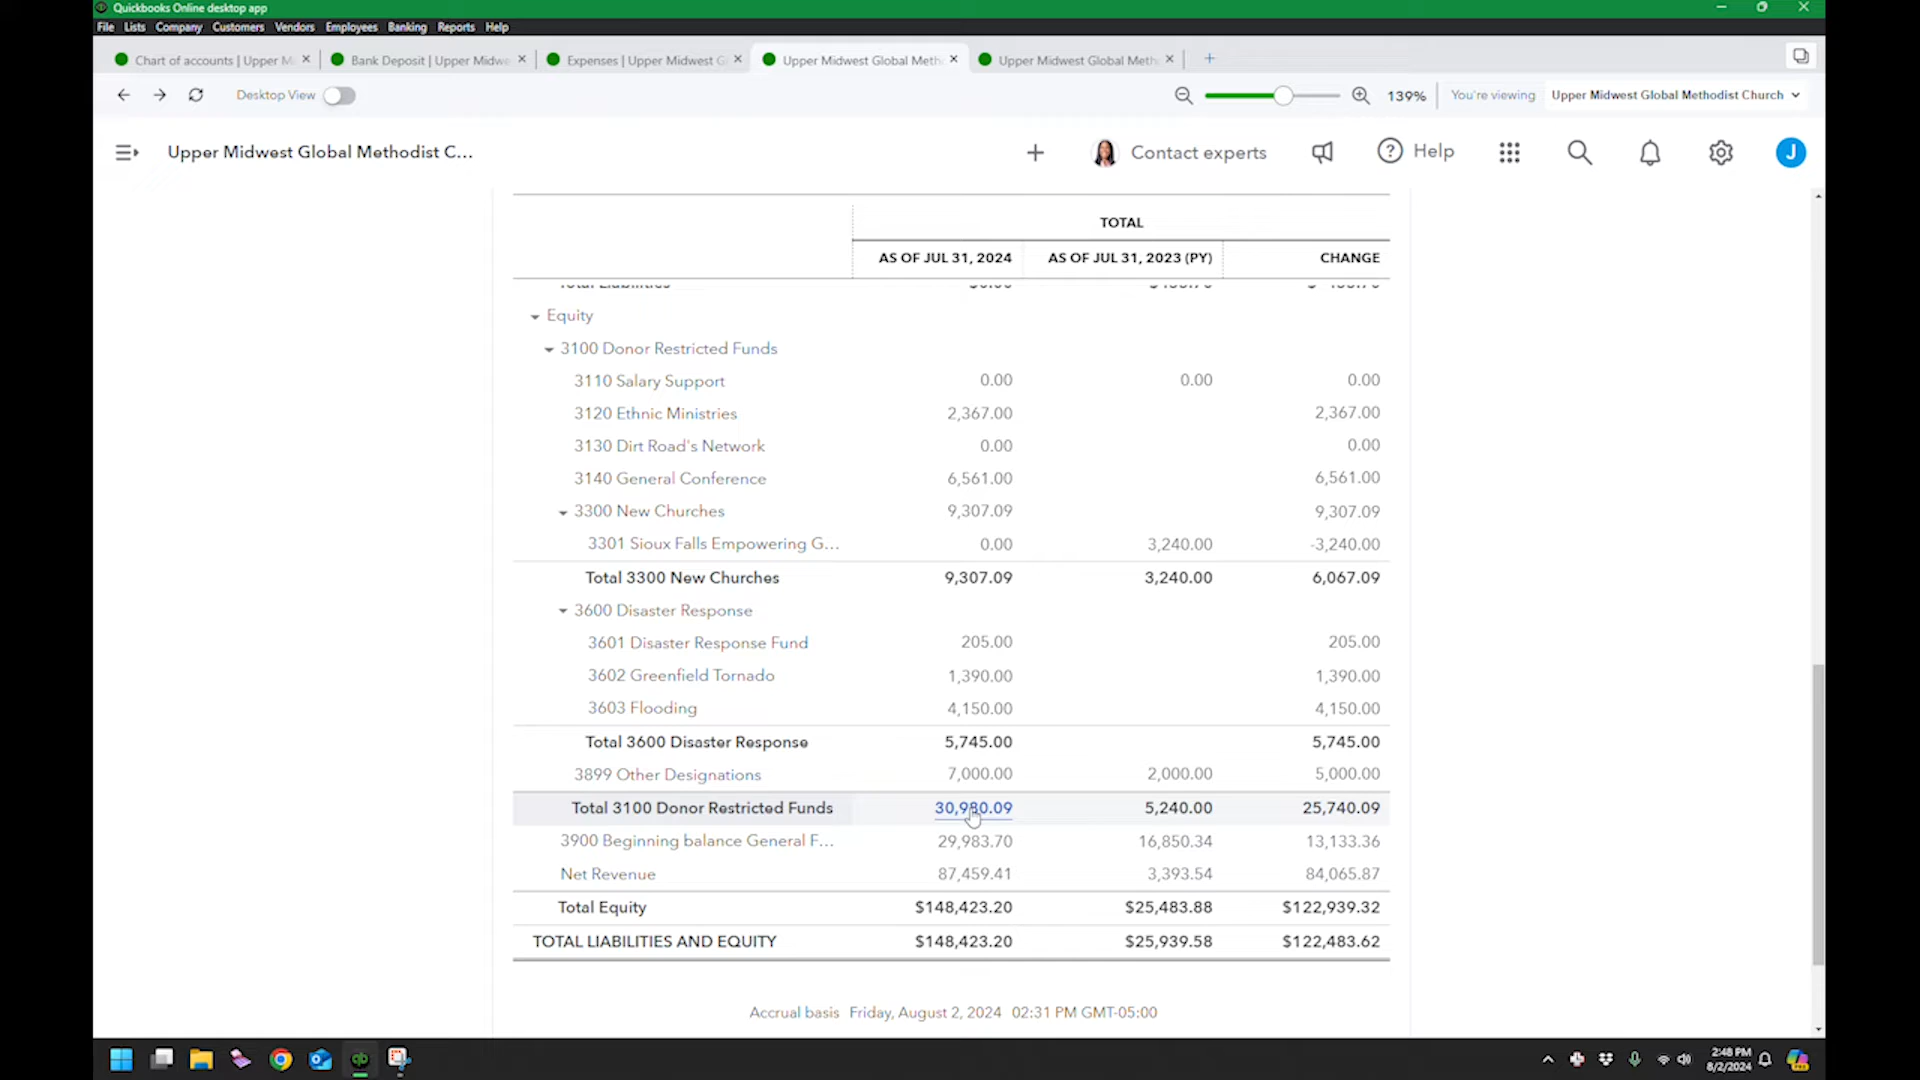 Quickbooks Online desktop app
File Lists Company Customers Vendors Employees Banking Reports Help
Chart of accounts | Upper M
Bank Deposit | Upper Midwe
Expenses | Upper Midwest G
Upper Midwest Global Meth
Upper Midwest Global Meth
Desktop View
139%
You're viewing
Upper Midwest Global Methodist Church
Upper Midwest Global Methodist C...
Contact experts
Help
J
TOTAL
AS OF JUL 31, 2024 AS OF JUL 31, 2023 (PY) CHANGE
Total Liabilities
Equity
3100 Donor Restricted Funds
3110 Salary Support 0.00 0.00 0.00
3120 Ethnic Ministries 2,367.00 2,367.00
3130 Dirt Road's Network 0.00 0.00
3140 General Conference 6,561.00 6,561.00
3300 New Churches 9,307.09 9,307.09
3301 Sioux Falls Empowering G... 0.00 3,240.00 -3,240.00
Total 3300 New Churches 9,307.09 3,240.00 6,067.09
3600 Disaster Response
3601 Disaster Response Fund 205.00 205.00
3602 Greenfield Tornado 1,390.00 1,390.00
3603 Flooding 4,150.00 4,150.00
Total 3600 Disaster Response 5,745.00 5,745.00
3899 Other Designations 7,000.00 2,000.00 5,000.00
Total 3100 Donor Restricted Funds 30,980.09 5,240.00 25,740.09
3900 Beginning balance General F... 29,983.70 16,850.34 13,133.36
Net Revenue 87,459.41 3,393.54 84,065.87
Total Equity $148,423.20 $25,483.88 $122,939.32
TOTAL LIABILITIES AND EQUITY $148,423.20 $25,939.58 $122,483.62
Accrual basis Friday, August 2, 2024 02:31 PM GMT-05:00
2:48 PM
8/2/2024